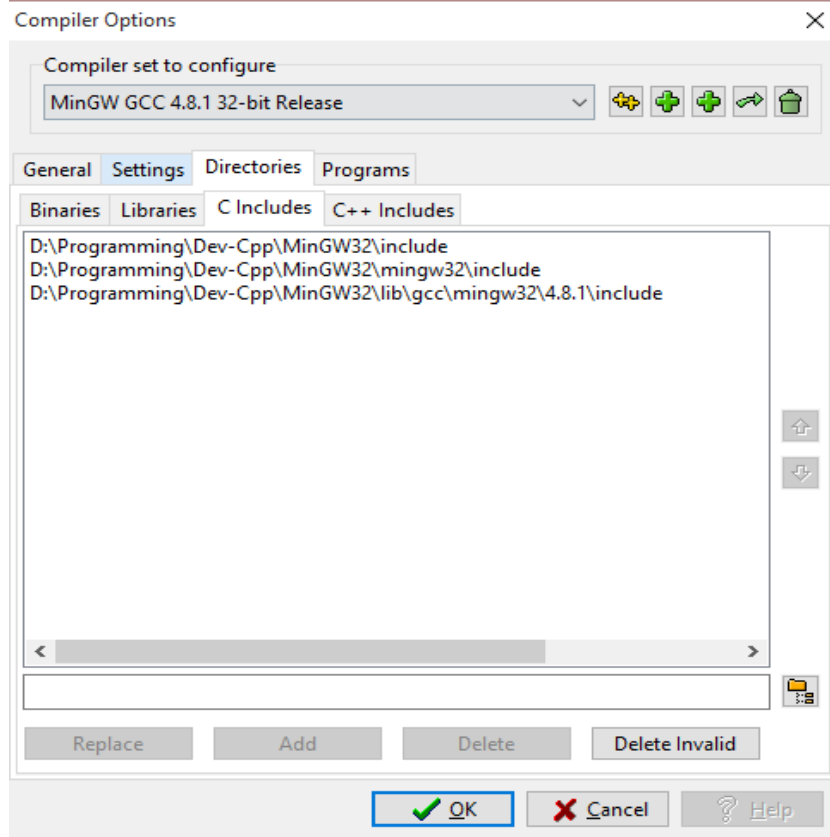 Compiler Options
Compiler set to configure
MinGW GCC 4.8.1 32-bit Release
General Settings Directories Programs
Binaries Libraries C Includes C++ Includes
D:\Programming\Dev-Cpp\MinGW32\include
D:\Programming\Dev-Cpp\MinGW32\mingw32\include
D:\Programming\Dev-Cpp\MinGW32\lib\gcc\mingw32\4.8.1\include
Replace Add Delete Delete Invalid
OK Cancel Help